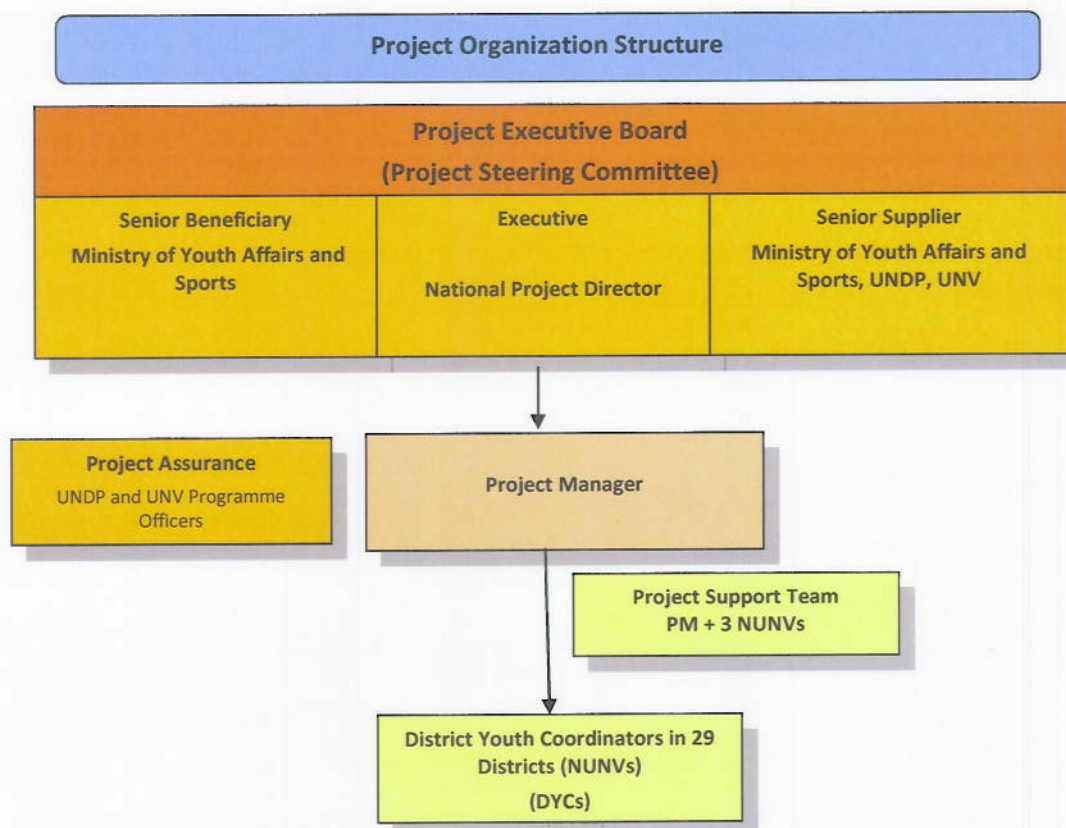 Project Organization Structure
Project Executive Board
(Project Steering Committee)
Senior Beneficiary
Ministry of Youth Affairs and
Sports
Executive
National Project Director
Senior Supplier
Ministry of Youth Affairs and
Sports, UNDP, UNV
Project Assurance
UNDP and UNV Programme
Officers
Project Manager
Project Support Team
PM + 3 NUNVs
District Youth Coordinators in 29
Districts (NUNVs)
(DYCs)